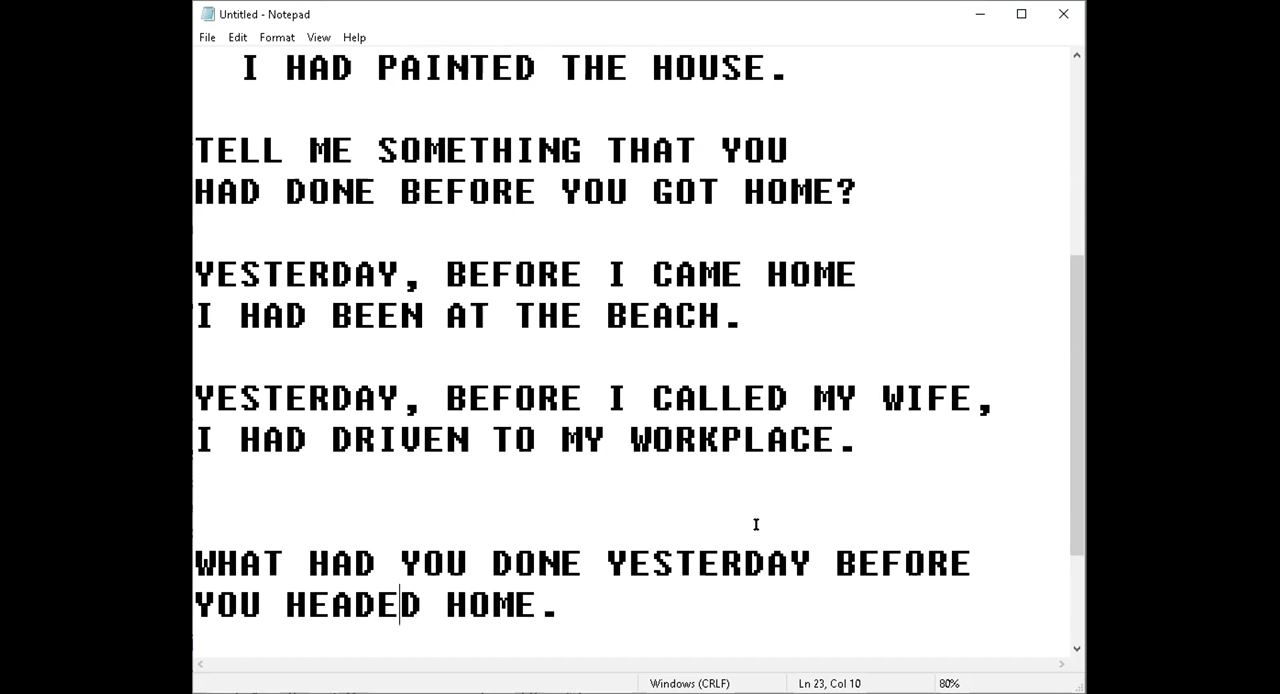 Untitled - Notepad
File Edit Format View Help
I HAD PAINTED THE HOUSE.
TELL ME SOMETHING THAT YOU
HAD DONE BEFORE YOU GOT HOME?
YESTERDAY, BEFORE I CAME HOME
I HAD BEEN AT THE BEACH.
YESTERDAY, BEFORE I CALLED MY WIFE,
I HAD DRIVEN TO MY WORKPLACE.
WHAT HAD YOU DONE YESTERDAY BEFORE
YOU HEADED HOME.
Windows (CRLF) Ln 23, Col 10 80%